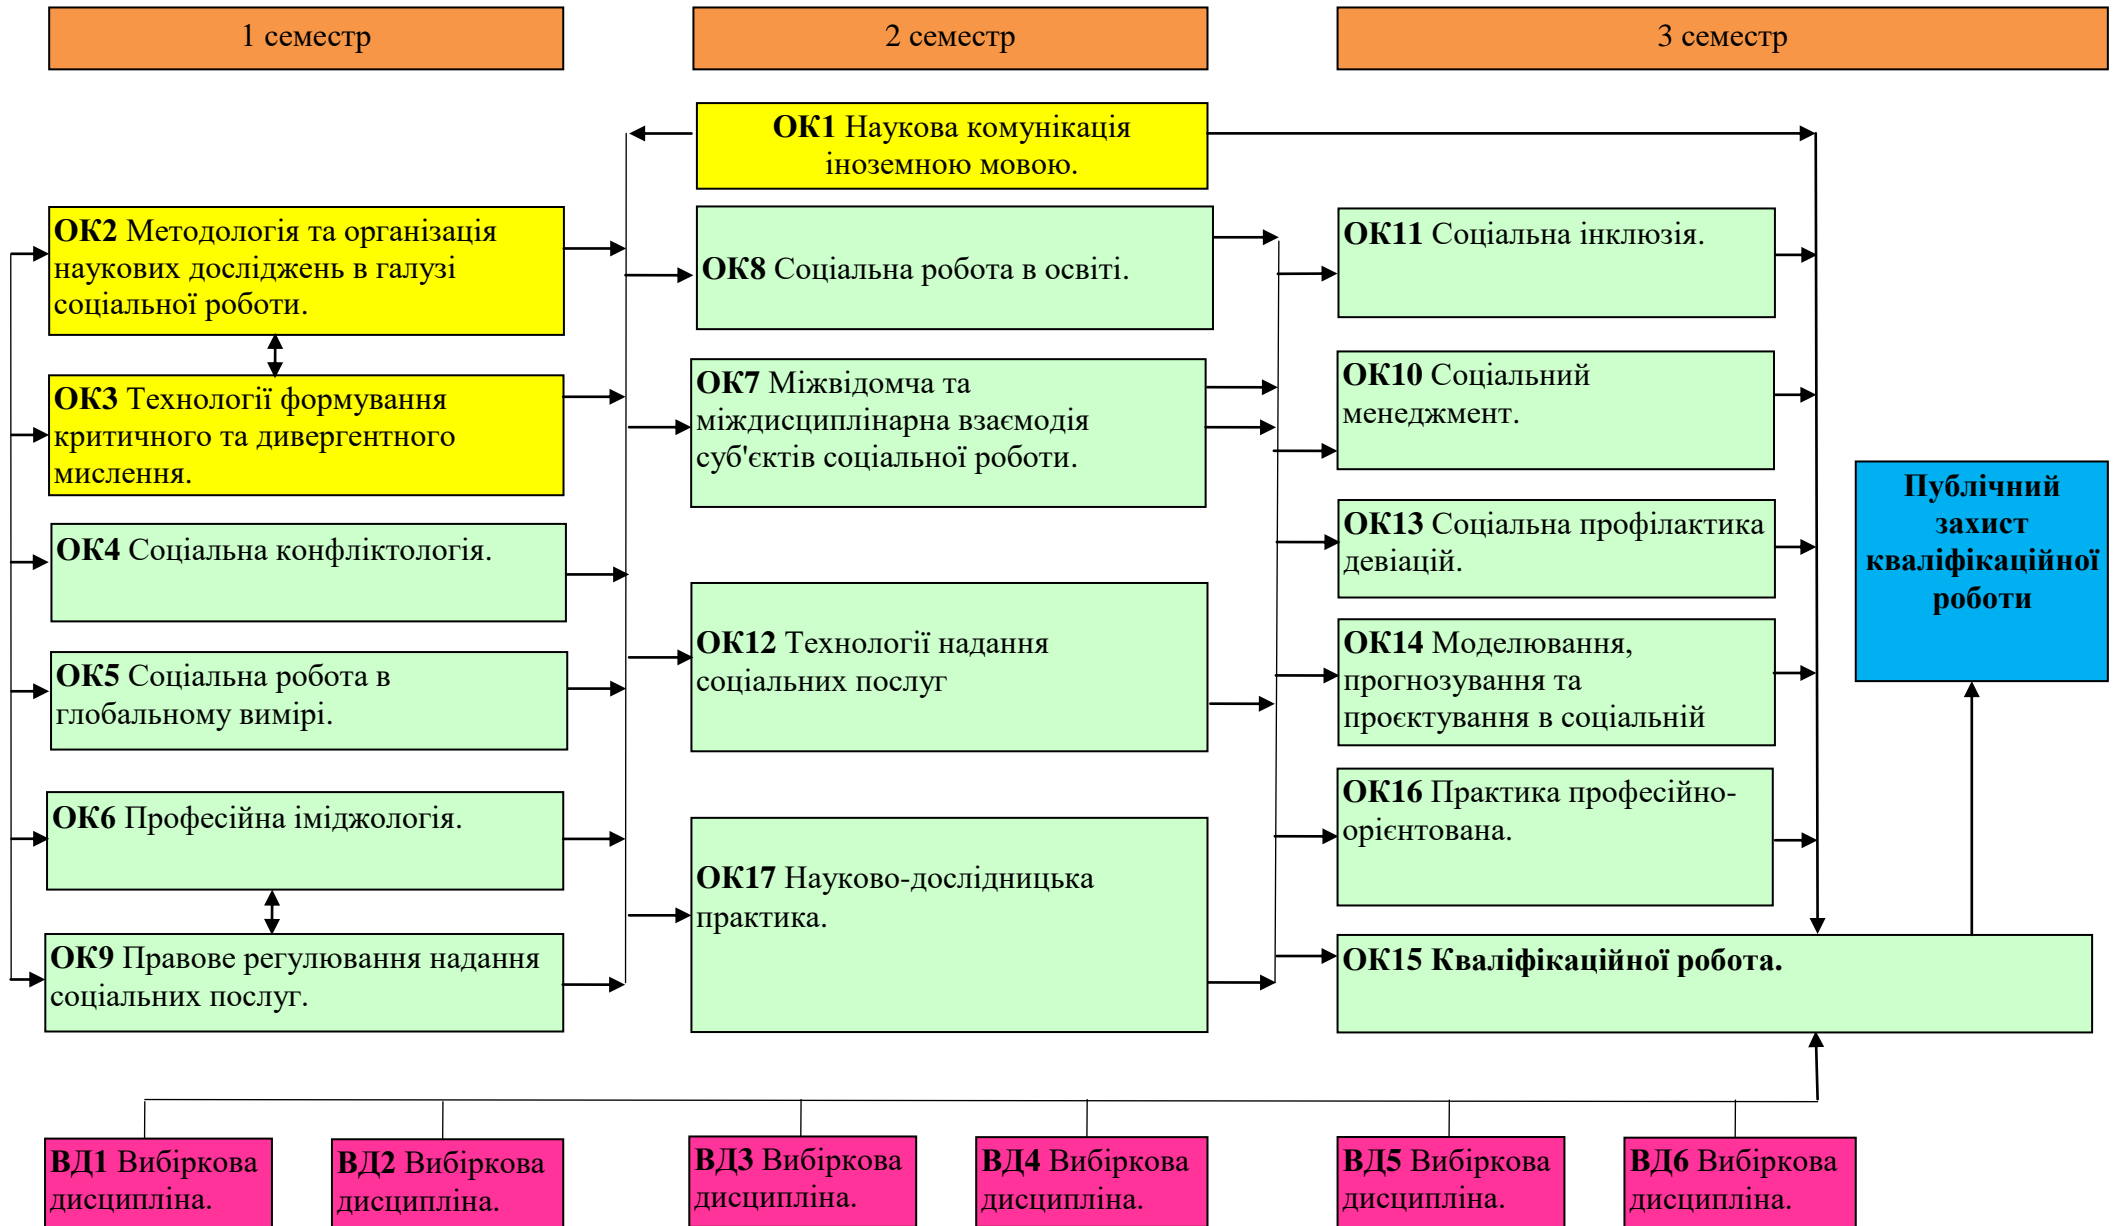 1 семестр
2 семестр
3 семестр
ОК1 Наукова комунікація
іноземною мовою.
ОК2 Методологія та організація
наукових досліджень в галузі
соціальної роботи.
ОК3 Технології формування
критичного та дивергентного
мислення.
ОК4 Соціальна конфліктологія.
ОК5 Соціальна робота в
глобальному вимірі.
ОК6 Професійна іміджологія.
ОК9 Правове регулювання надання
соціальних послуг.
ОК8 Соціальна робота в освіті.
ОК7 Міжвідомча та
міждисциплінарна взаємодія
суб'єктів соціальної роботи.
ОК12 Технології надання
соціальних послуг
ОК17 Науково-дослідницька
практика.
ОК11 Соціальна інклюзія.
ОК10 Соціальний
менеджмент.
ОК13 Соціальна профілактика
девіацій.
ОК14 Моделювання,
прогнозування та
проєктування в соціальній
ОК16 Практика професійно-
орієнтована.
ОК15 Кваліфікаційної робота.
Публічний
захист
кваліфікаційної
роботи
ВД1 Вибіркова
дисципліна.
ВД2 Вибіркова
дисципліна.
ВД3 Вибіркова
дисципліна.
ВД4 Вибіркова
дисципліна.
ВД5 Вибіркова
дисципліна.
ВД6 Вибіркова
дисципліна.